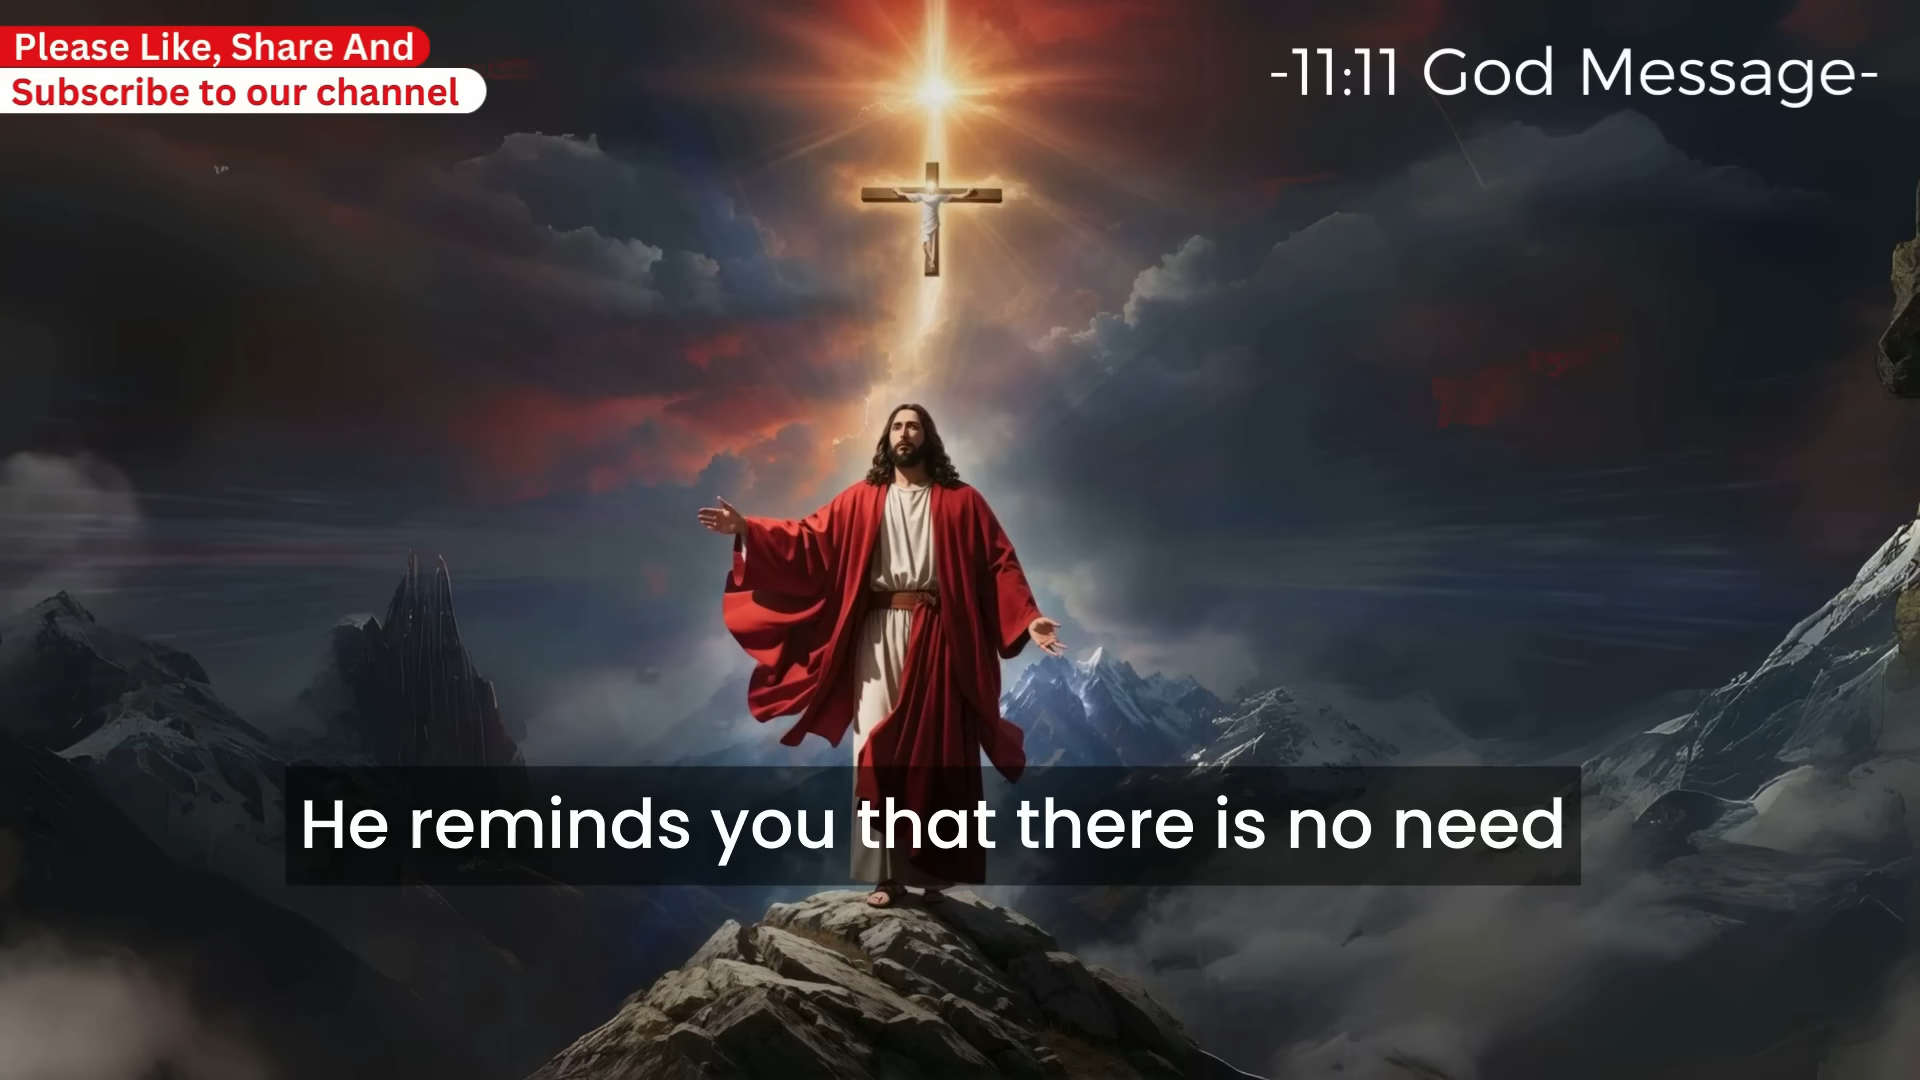 Please Like, Share And
Subscribe to our channel
-11:11 God Message-
He reminds you that there is no need